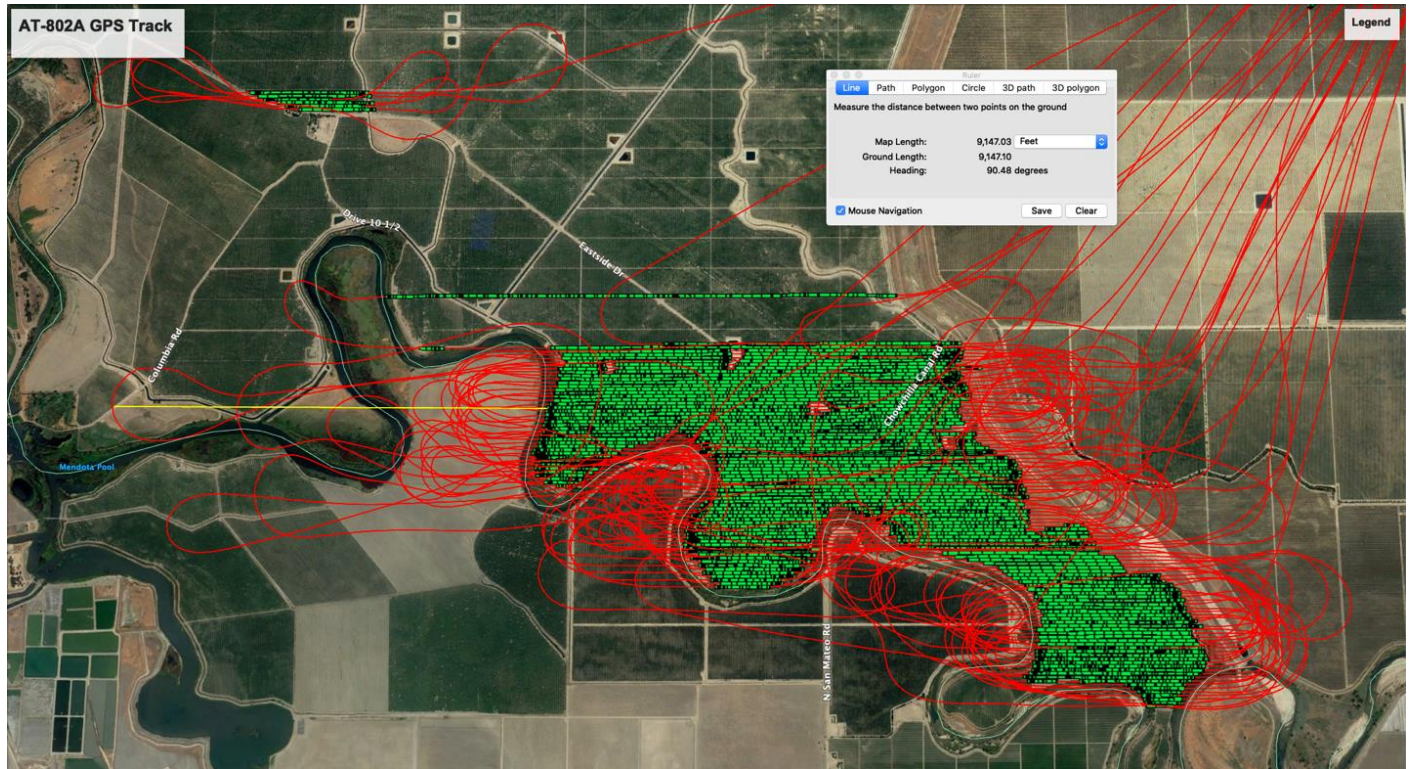 AT-802A GPS Track
Legend
Ruler
Line Path Polygon Circle 3D path 3D polygon
Measure the distance between two points on the ground
Map Length: 9,147.03 Feet
Ground Length: 9,147.10
Heading: 90.48 degrees
Mouse Navigation Save Clear
Drive 10-1/2
Eastside Dr
Columbia Rd
Chowchilla Canal Rd
Mendota Pool
N San Mateo Rd